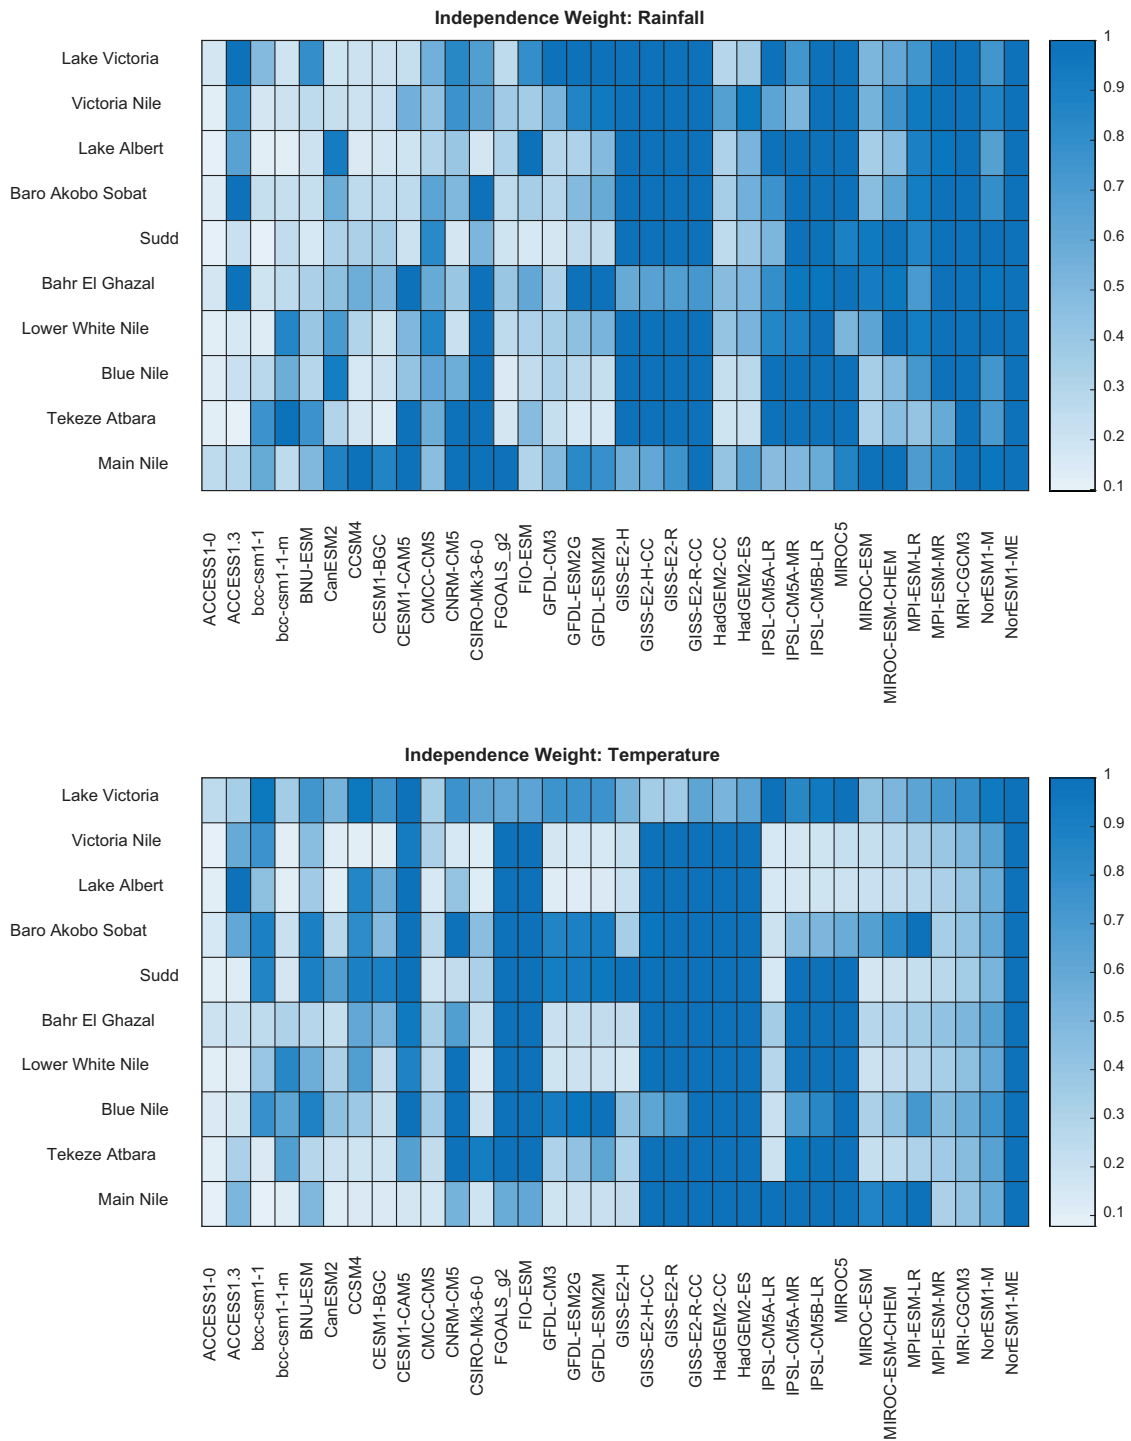 Independence Weight: Rainfall
Lake Victoria
Victoria Nile
Lake Albert
Baro Akobo Sobat
Sudd
Bahr El Ghazal
Lower White Nile
Blue Nile
Tekeze Atbara
Main Nile
1
0.9
0.8
0.7
0.6
0.5
0.4
0.3
0.2
0.1
ACCESS1-0
ACCESS1.3
bcc-csm1-1
bcc-csm1-1-m
BNU-ESM
CanESM2
CCSM4
CESM1-BGC
CESM1-CAM5
CMCC-CMS
CNRM-CM5
CSIRO-Mk3-6-0
FGOALS_g2
FIO-ESM
GFDL-CM3
GFDL-ESM2G
GFDL-ESM2M
GISS-E2-H
GISS-E2-H-CC
GISS-E2-R
GISS-E2-R-CC
HadGEM2-CC
HadGEM2-ES
IPSL-CM5A-LR
IPSL-CM5A-MR
IPSL-CM5B-LR
MIROC5
MIROC-ESM
MIROC-ESM-CHEM
MPI-ESM-LR
MPI-ESM-MR
MRI-CGCM3
NorESM1-M
NorESM1-ME
Independence Weight: Temperature
Lake Victoria
Victoria Nile
Lake Albert
Baro Akobo Sobat
Sudd
Bahr El Ghazal
Lower White Nile
Blue Nile
Tekeze Atbara
Main Nile
1
0.9
0.8
0.7
0.6
0.5
0.4
0.3
0.2
0.1
ACCESS1-0
ACCESS1.3
bcc-csm1-1
bcc-csm1-1-m
BNU-ESM
CanESM2
CCSM4
CESM1-BGC
CESM1-CAM5
CMCC-CMS
CNRM-CM5
CSIRO-Mk3-6-0
FGOALS_g2
FIO-ESM
GFDL-CM3
GFDL-ESM2G
GFDL-ESM2M
GISS-E2-H
GISS-E2-H-CC
GISS-E2-R
GISS-E2-R-CC
HadGEM2-CC
HadGEM2-ES
IPSL-CM5A-LR
IPSL-CM5A-MR
IPSL-CM5B-LR
MIROC5
MIROC-ESM
MIROC-ESM-CHEM
MPI-ESM-LR
MPI-ESM-MR
MRI-CGCM3
NorESM1-M
NorESM1-ME